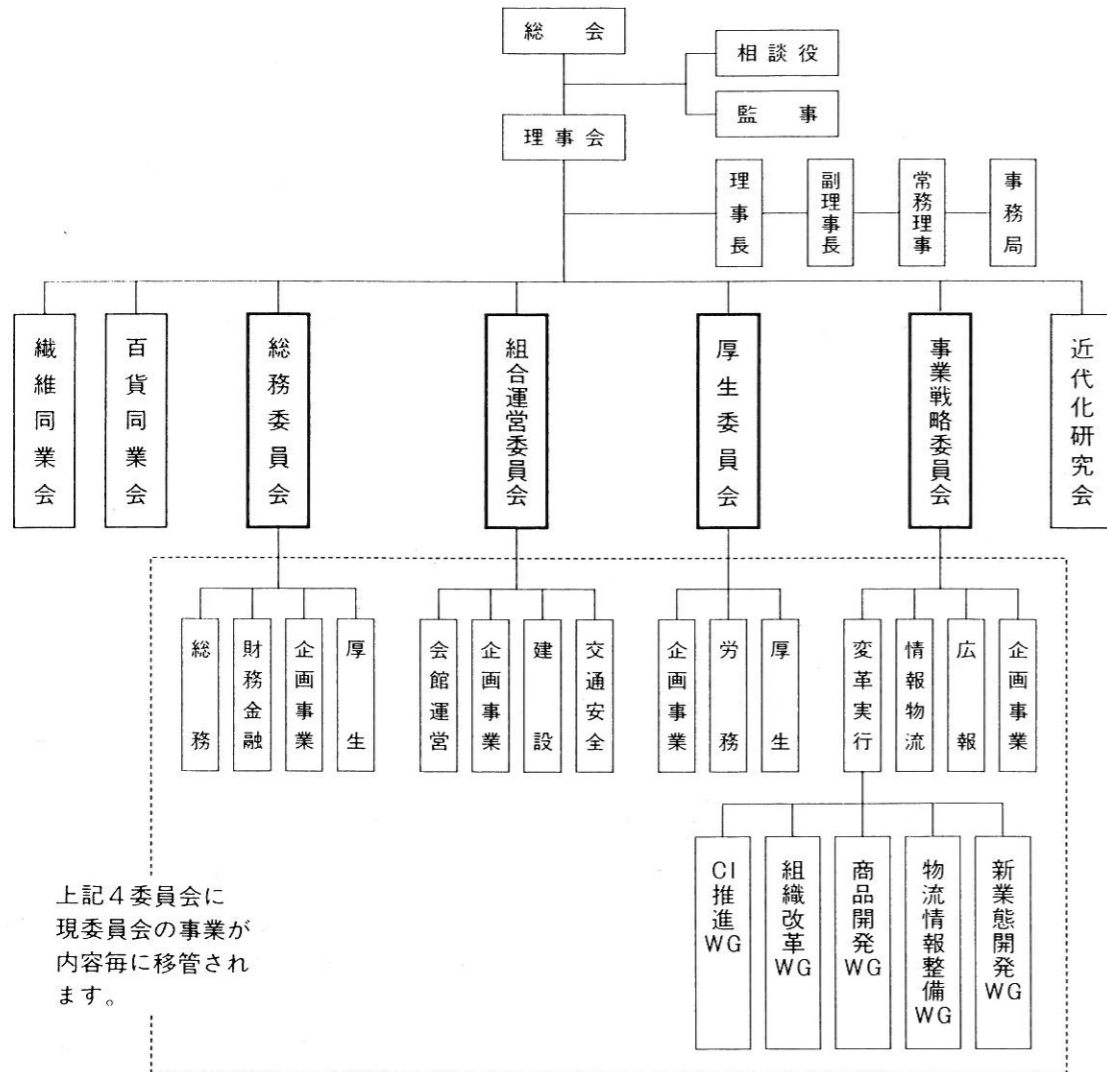 総会
相談役
監事
理事会
理事長
副理事長
常務理事
事務局
繊維同業会
百貨同業会
総務委員会
組合運営委員会
厚生委員会
事業戦略委員会
近代化研究会
総務
財務金融
企画事業
厚生
会館運営
企画事業
建設
交通安全
企画事業
労務
厚生
変革実行
情報物流
広報
企画事業
CI推進WG
組織改革WG
商品開発WG
物流情報整備WG
新業態開発WG
上記4委員会に
現委員会の事業が
内容毎に移管され
ます。